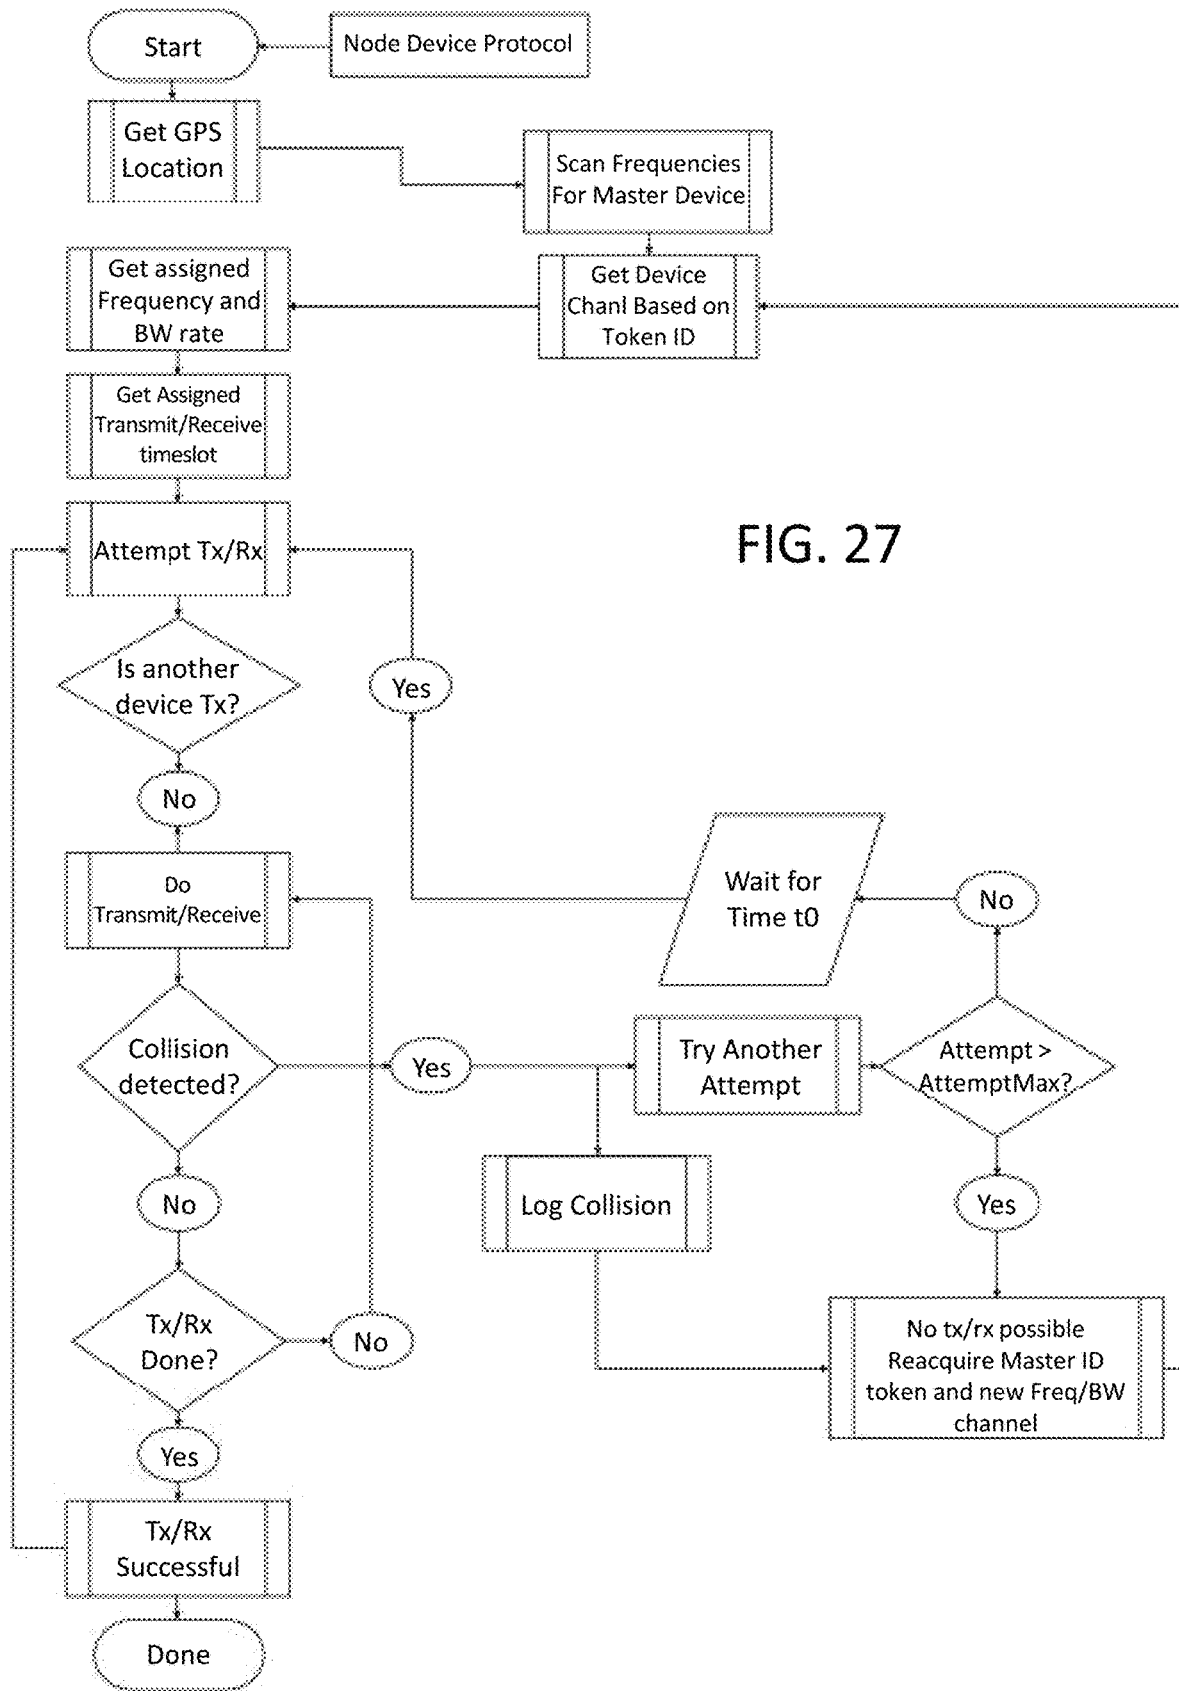 Start
Node Device Protocol
Get GPS
Location
Scan Frequencies
For Master Device
Get assigned
Frequency and
BW rate
Get Device
Chanl Based on
Token ID
Get Assigned
Transmit/Receive
timeslot
Attempt Tx/Rx
FIG. 27
Is another
device Tx?
Yes
No
Do
Transmit/Receive
Wait for
Time t0
No
Collision
detected?
Yes
Try Another
Attempt
Attempt >
AttemptMax?
No
Log Collision
Yes
Tx/Rx
Done?
No
No tx/rx possible
Reacquire Master ID
token and new Freq/BW
channel
Yes
Tx/Rx
Successful
Done